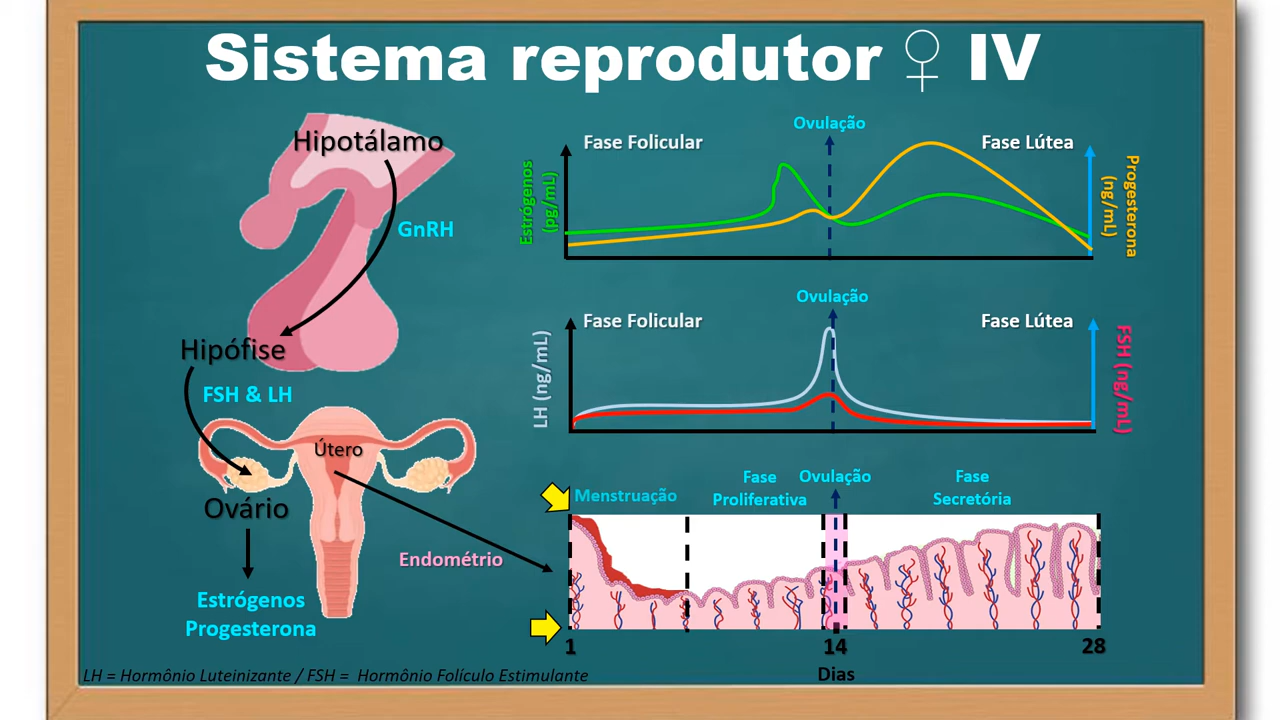 Sistema reprodutor ♀ IV
Hipotálamo
GnRH
Hipófise
FSH & LH
Útero
Ovário
Endométrio
Estrógenos
Progesterona
Ovulação
Fase Folicular
Fase Lútea
Estrógenos
(pg/mL)
Progesterona
(ng/mL)
Ovulação
Fase Folicular
Fase Lútea
LH (ng/mL)
FSH (ng/mL)
Menstruação
Fase
Proliferativa
Ovulação
Fase
Secretória
1
14
28
Dias
LH = Hormônio Luteinizante / FSH = Hormônio Folículo Estimulante